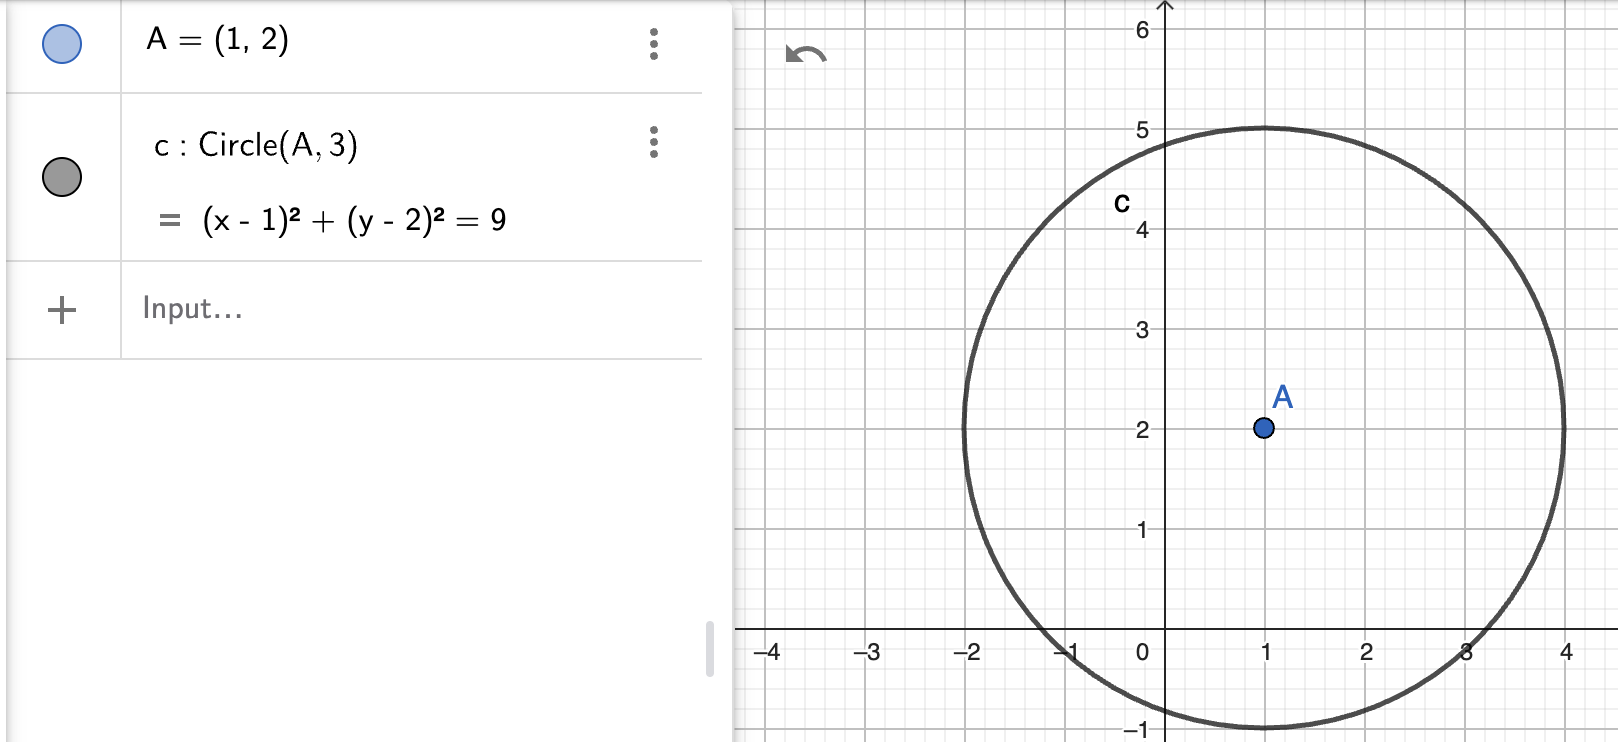 A = (1, 2)
c : Circle(A, 3)
= (x - 1)² + (y - 2)² = 9
+ Input...
6
5
c
4
3
A
2
1
−4 −3 −2 −1 0 1 2 3 4
−1